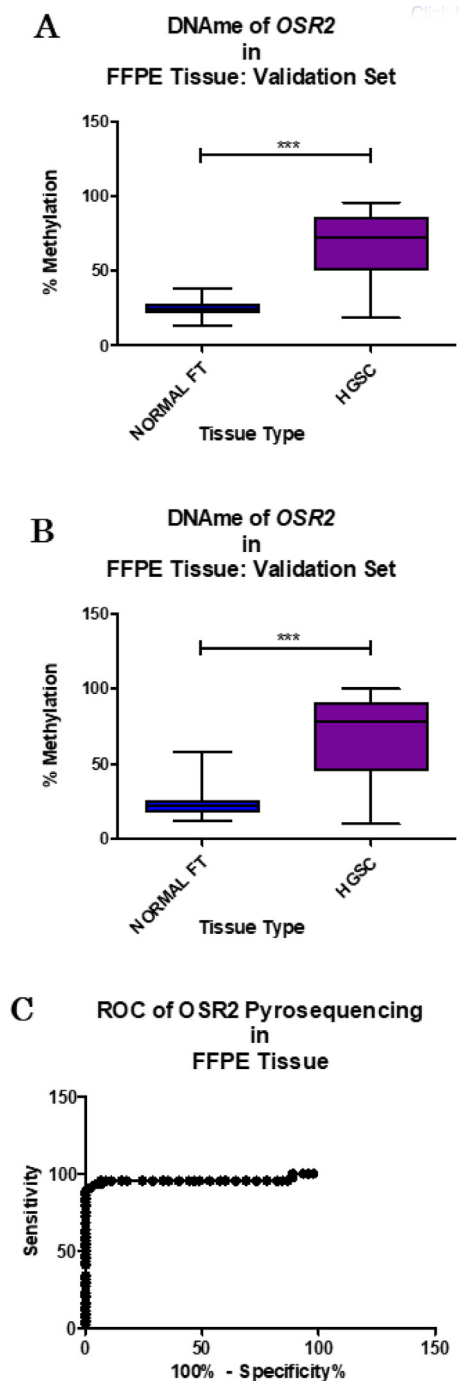 A
DNAme of OSR2
in
FFPE Tissue: Validation Set
150
100
50
0
% Methylation
***
NORMAL FT
HGSC
Tissue Type
B
DNAme of OSR2
in
FFPE Tissue: Validation Set
150
100
50
0
% Methylation
***
NORMAL FT
HGSC
Tissue Type
C
ROC of OSR2 Pyrosequencing
in
FFPE Tissue
150
100
50
0
Sensitivity
0
50
100
150
100% - Specificity%